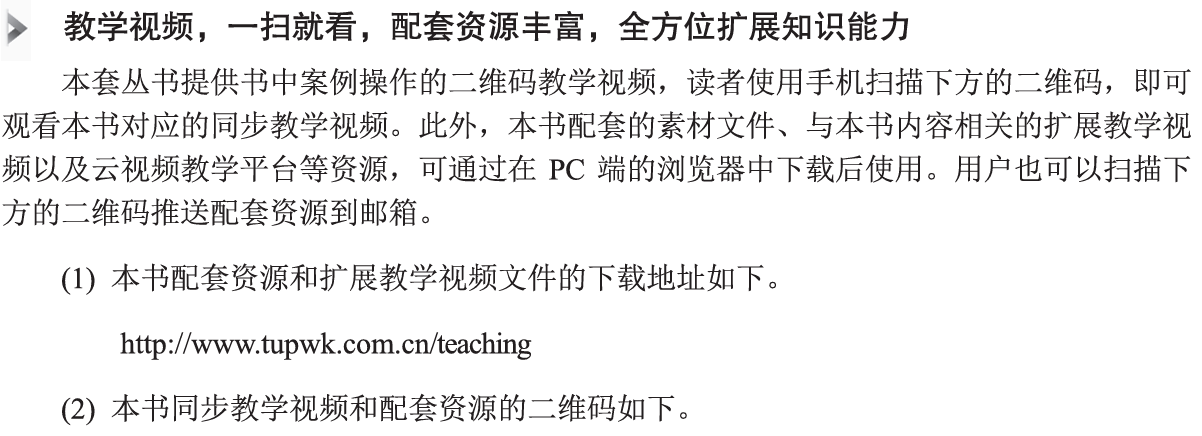 教学视频，一扫就看，配套资源丰富，全方位扩展知识能力
本套丛书提供书中案例操作的二维码教学视频，读者使用手机扫描下方的二维码，即可
观看本书对应的同步教学视频。此外，本书配套的素材文件、与本书内容相关的扩展教学视
频以及云视频教学平台等资源，可通过在 PC 端的浏览器中下载后使用。用户也可以扫描下
方的二维码推送配套资源到邮箱。
(1) 本书配套资源和扩展教学视频文件的下载地址如下。
http://www.tupwk.com.cn/teaching
(2) 本书同步教学视频和配套资源的二维码如下。